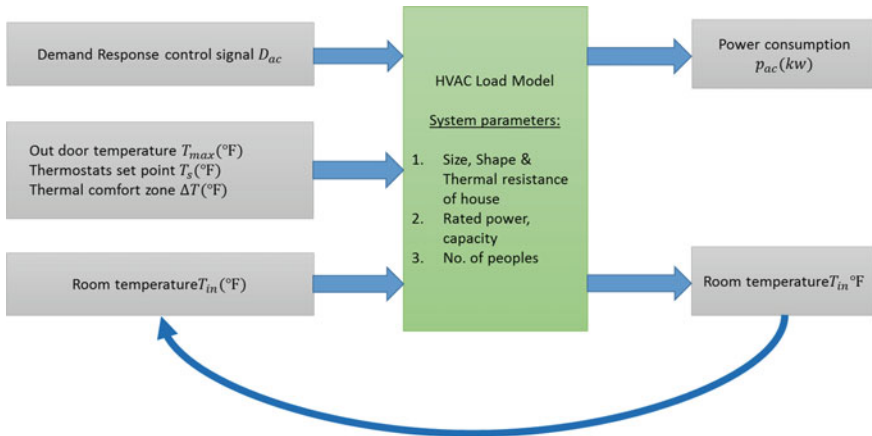 Demand Response control signal D_ac
Out door temperature T_max(°F)
Thermostats set point T_s(°F)
Thermal comfort zone ΔT(°F)
Room temperatureT_in(°F)
HVAC Load Model
System parameters:
1. Size, Shape &
Thermal resistance
of house
2. Rated power,
capacity
3. No. of peoples
Power consumption
p_ac(kw)
Room temperatureT_in°F